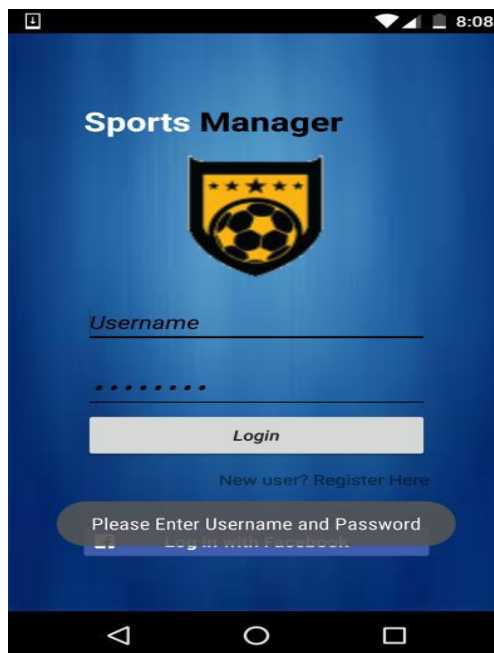 8:08
Sports Manager
Username
••••••••
Login
New user? Register Here
Please Enter Username and Password
Log in with Facebook